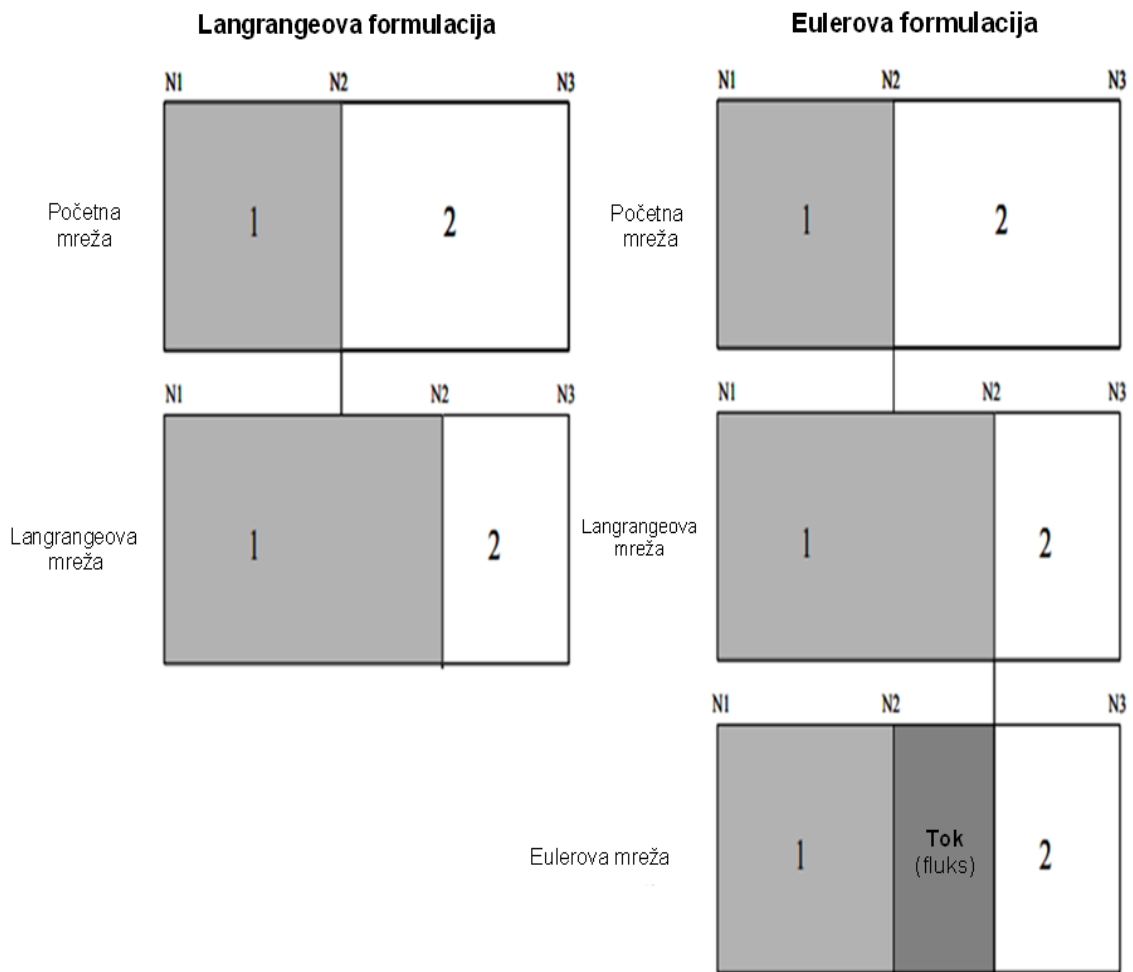 Langrangeova formulacija
N1 N2 N3
Početna
mreža
1 2
N1 N2 N3
Langrangeova
mreža
1 2
Eulerova formulacija
N1 N2 N3
Početna
mreža
1 2
N1 N2 N3
Langrangeova
mreža
1 2
N1 N2 N3
Eulerova mreža
1 Tok 2
(fluks)